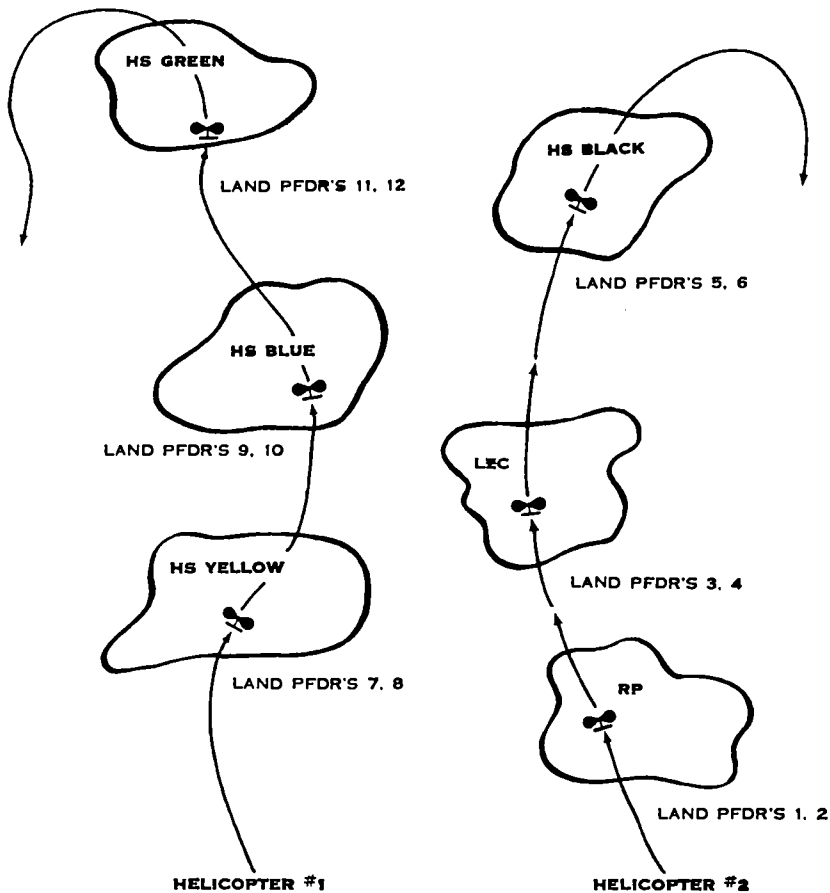 HS GREEN
LAND PFDR'S 11, 12
HS BLUE
LAND PFDR'S 9, 10
HS YELLOW
LAND PFDR'S 7, 8
HELICOPTER #1
HS BLACK
LAND PFDR'S 5, 6
LZC
LAND PFDR'S 3, 4
RP
LAND PFDR'S 1, 2
HELICOPTER #2